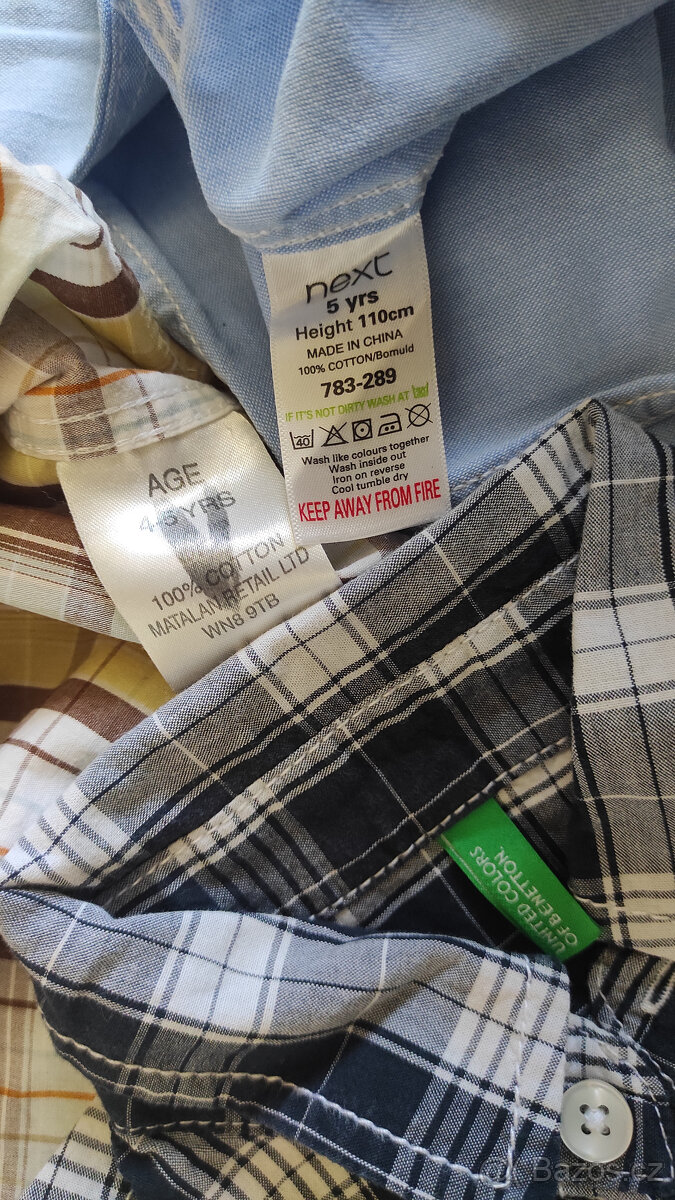 next
5 yrs
Height 110cm
MADE IN CHINA
100% COTTON/Bomuld
783-289
IF IT'S NOT DIRTY WASH AT
40
Wash like colours together
Wash inside out
Iron on reverse
Cool tumble dry
KEEP AWAY FROM FIRE
AGE
YRS
100% COTTON
MATALAN RETAIL LTD
WN8 9TB
UNITED COLORS
OF BENETTON.
Bazos.cz